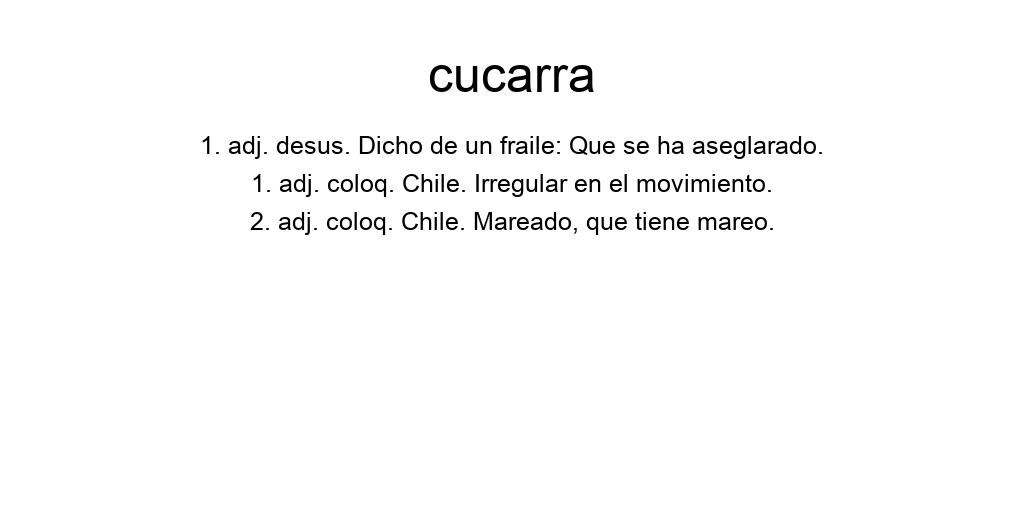 cucarra
1. adj. desus. Dicho de un fraile: Que se ha aseglarado.
1. adj. coloq. Chile. Irregular en el movimiento.
2. adj. coloq. Chile. Mareado, que tiene mareo.